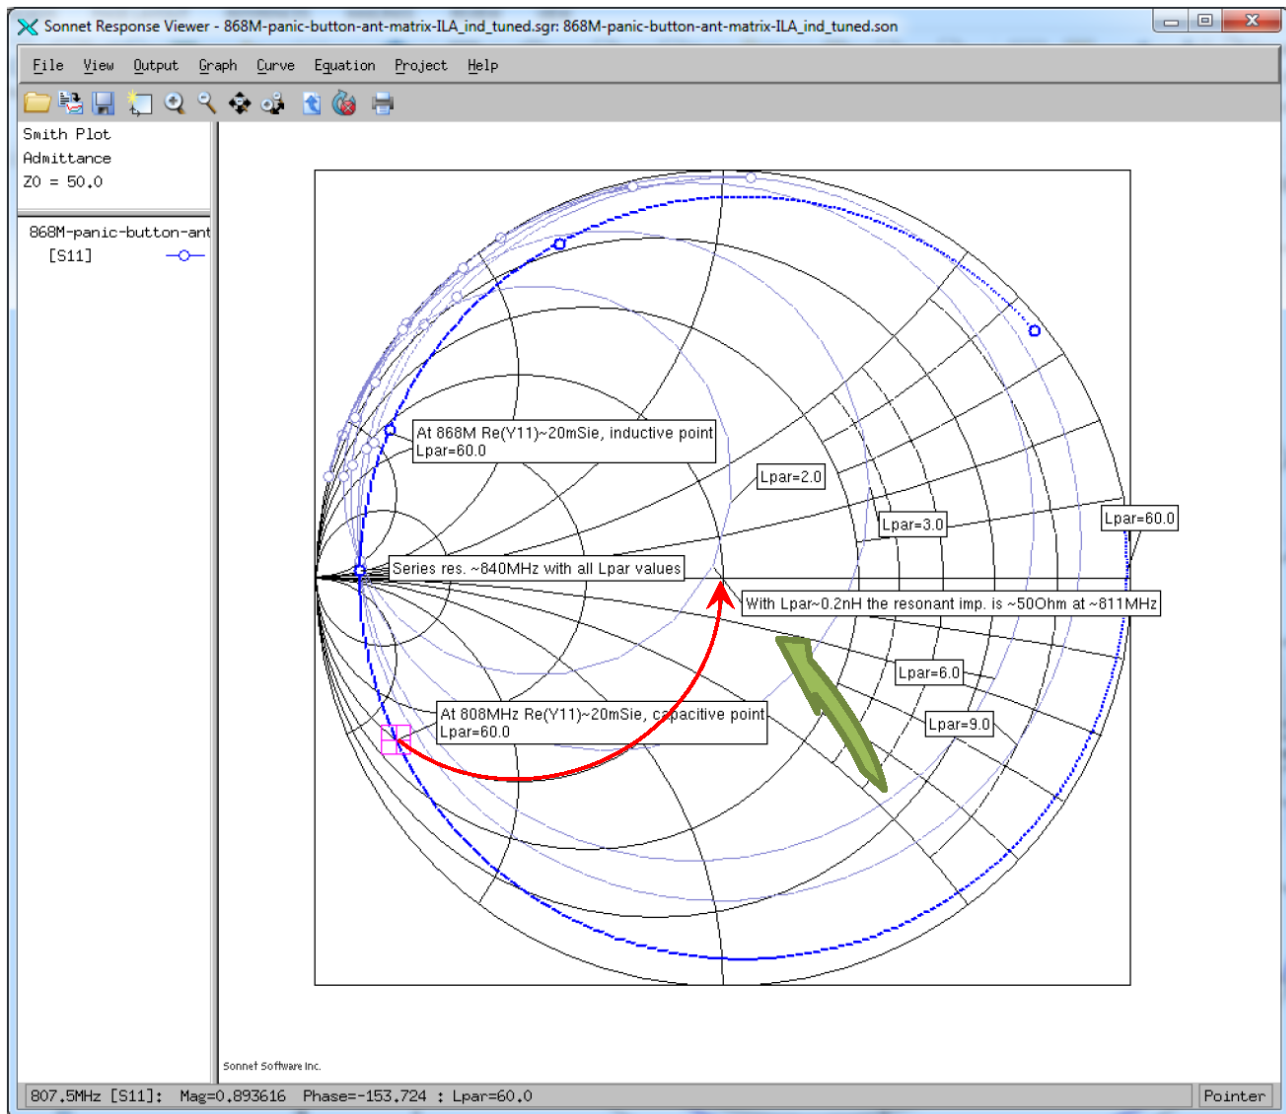 Sonnet Response Viewer - 868M-panic-button-ant-matrix-ILA_ind_tuned.sgr: 868M-panic-button-ant-matrix-ILA_ind_tuned.son
File View Output Graph Curve Equation Project Help
Smith Plot
Admittance
Z0 = 50.0
868M-panic-button-ant
[S11]
At 868M Re(Y11)~20mSie, inductive point
Lpar=60.0
Lpar=2.0
Lpar=3.0
Lpar=60.0
Series res. ~840MHz with all Lpar values
With Lpar~0.2nH the resonant imp. is ~50Ohm at ~811MHz
Lpar=6.0
At 808MHz Re(Y11)~20mSie, capacitive point
Lpar=60.0
Lpar=9.0
Sonnet Software Inc.
807.5MHz [S11]: Mag=0.893616 Phase=-153.724 : Lpar=60.0
Pointer